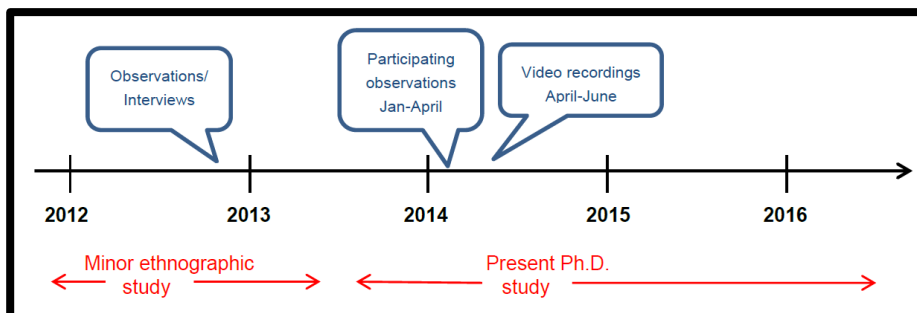 Observations/
Interviews
Participating
observations
Jan-April
Video recordings
April-June
2012 2013 2014 2015 2016
Minor ethnographic
study
Present Ph.D.
study